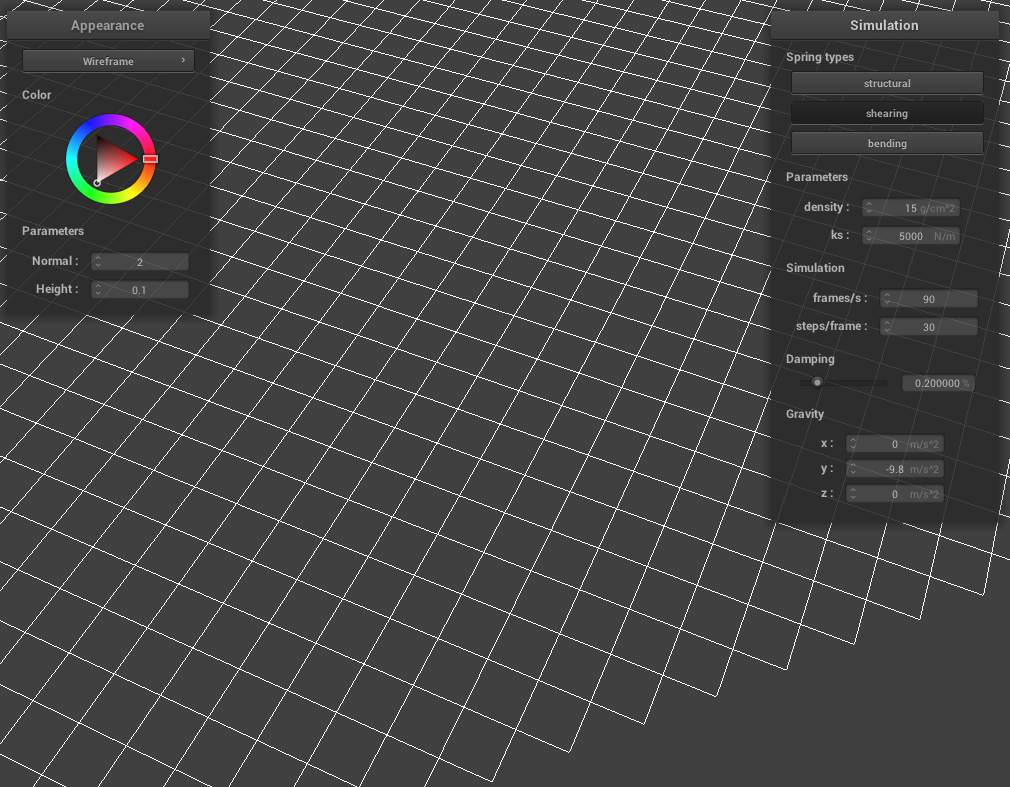 Appearance
Wireframe
Color
Parameters
Normal : 2
Height : 0.1
Simulation
Spring types
structural
shearing
bending
Parameters
density : 15 g/cm^2
ks : 5000 N/m
Simulation
frames/s : 90
steps/frame : 30
Damping
0.200000 %
Gravity
x : 0 m/s^2
y : -9.8 m/s^2
z : 0 m/s^2